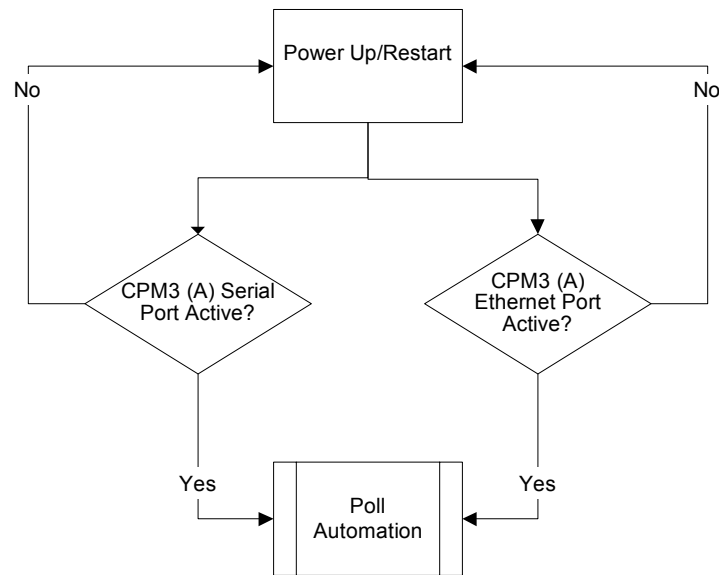 Power Up/Restart
No
No
CPM3 (A) Serial
Port Active?
CPM3 (A)
Ethernet Port
Active?
Yes
Yes
Poll
Automation